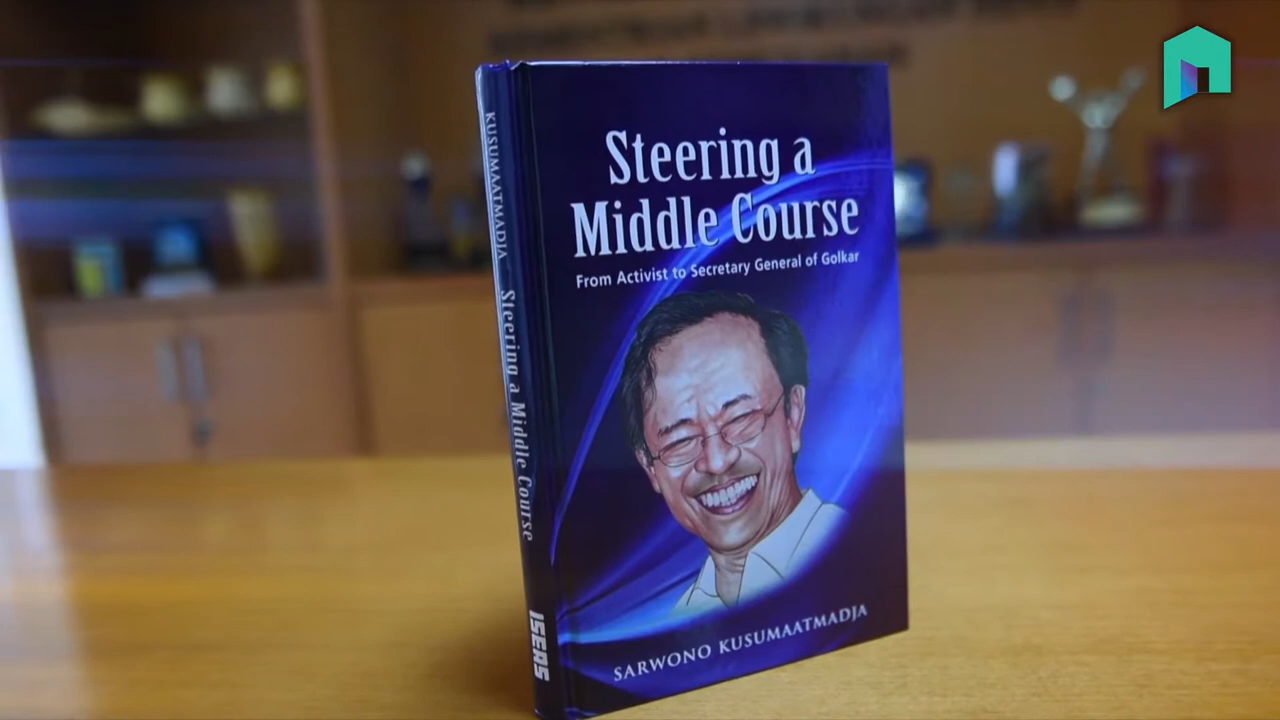 Steering a
Middle Course
From Activist to Secretary General of Golkar
SARWONO KUSUMAATMADJA
KUSUMAATMADJA Steering a Middle Course ISEAS